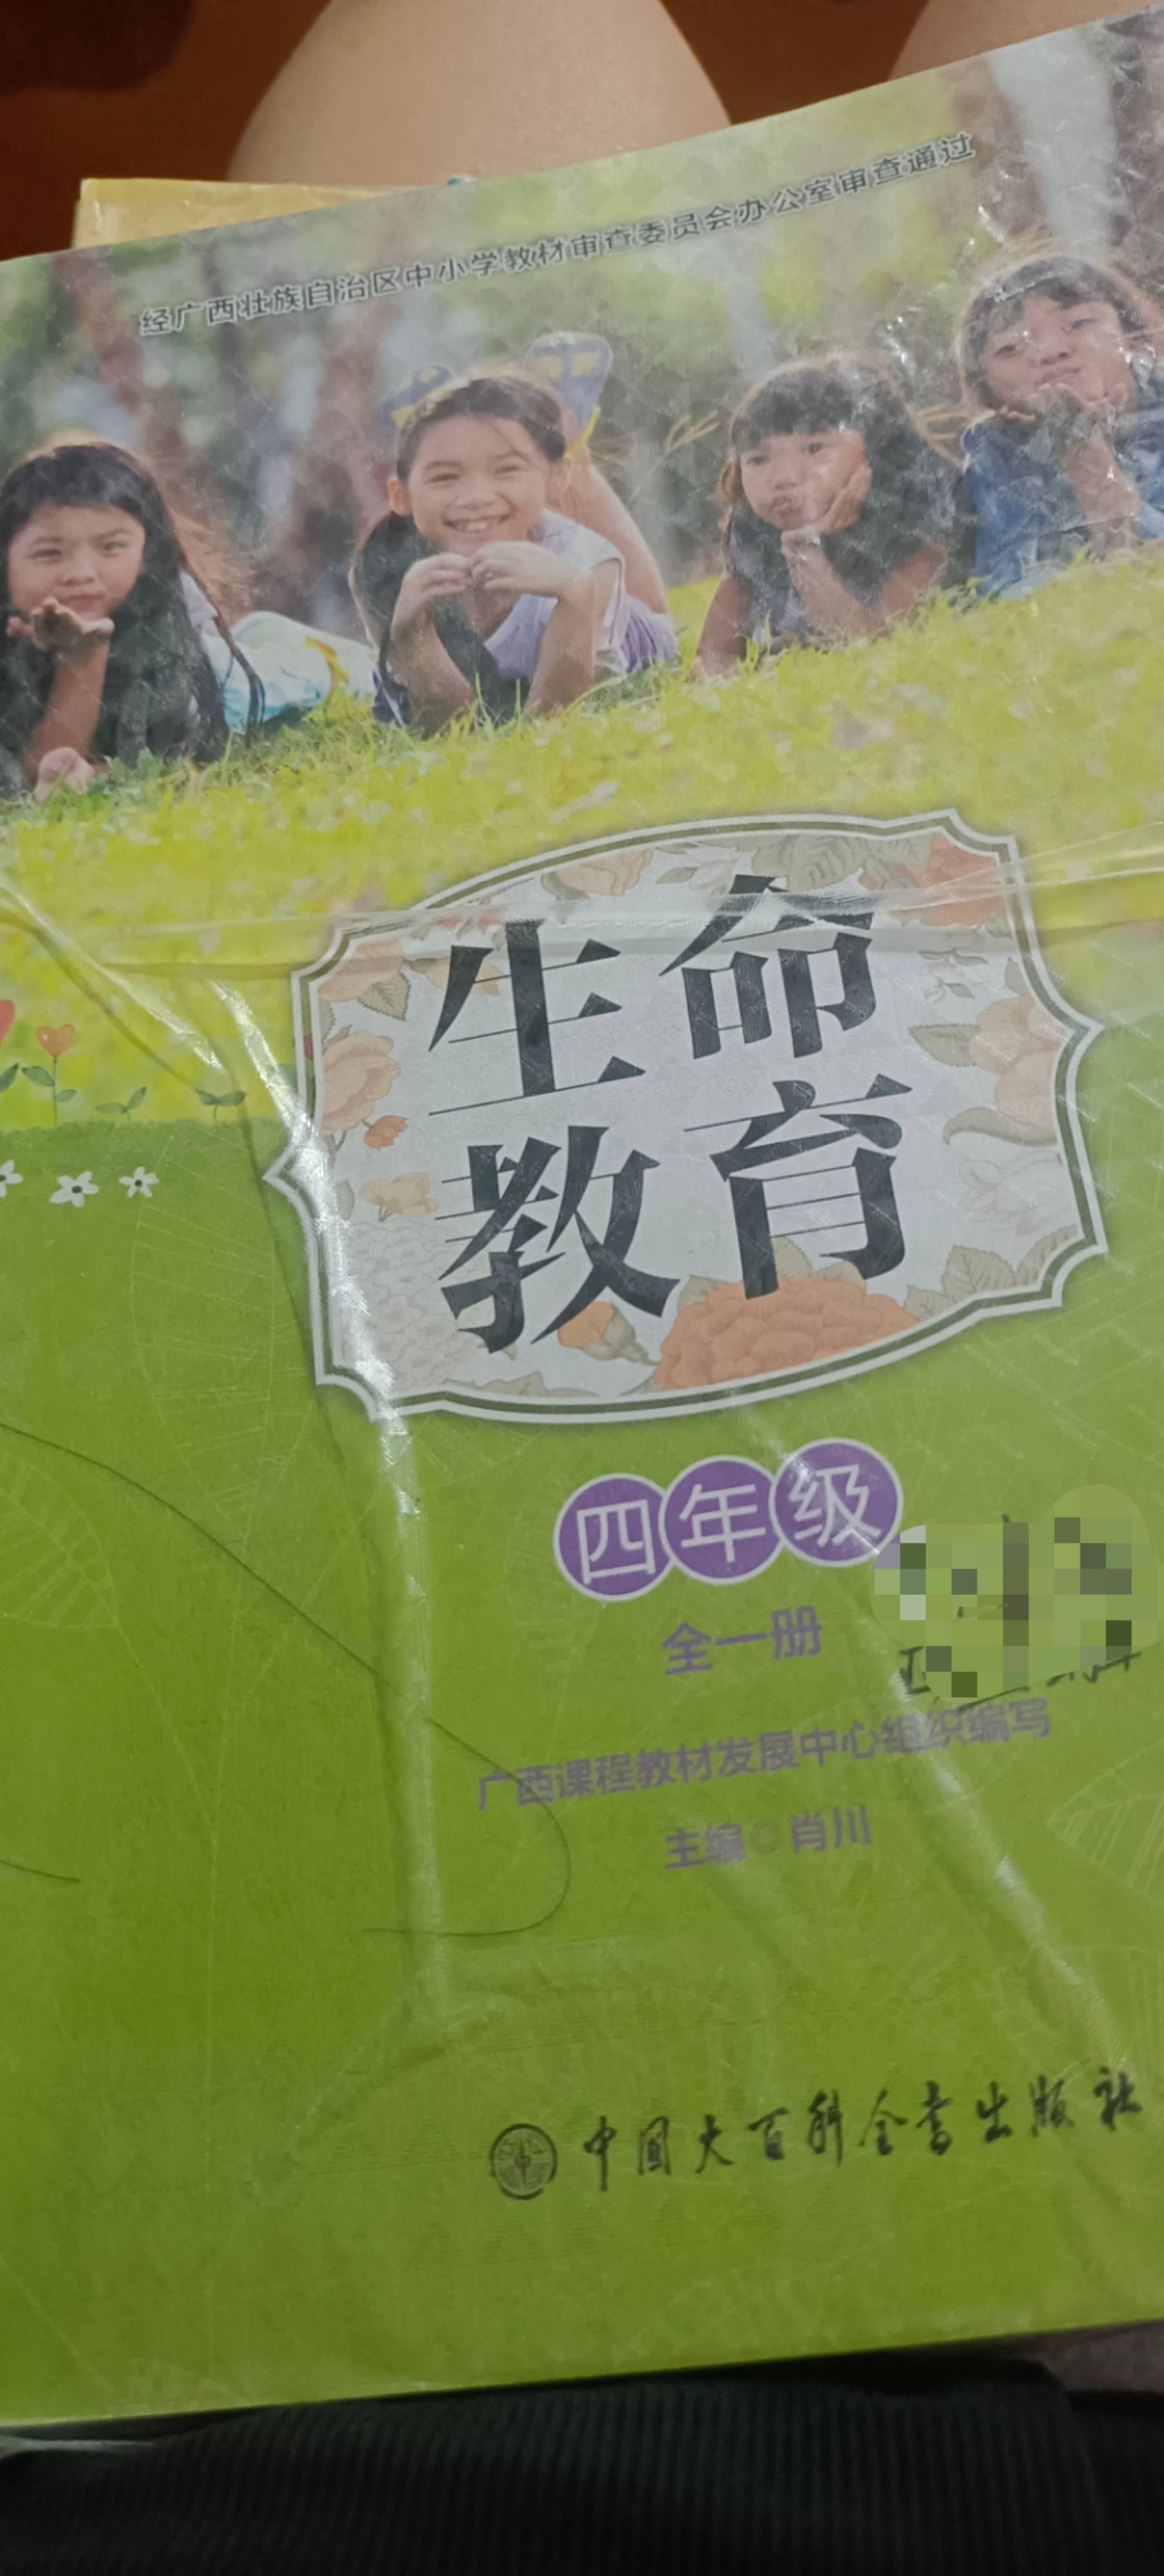 经广西壮族自治区中小学教材审查委员会办公室审查通过
生命
教育
四年级
全一册
广西课程教材发展中心组织编写
主编 肖川
中国大百科全书出版社